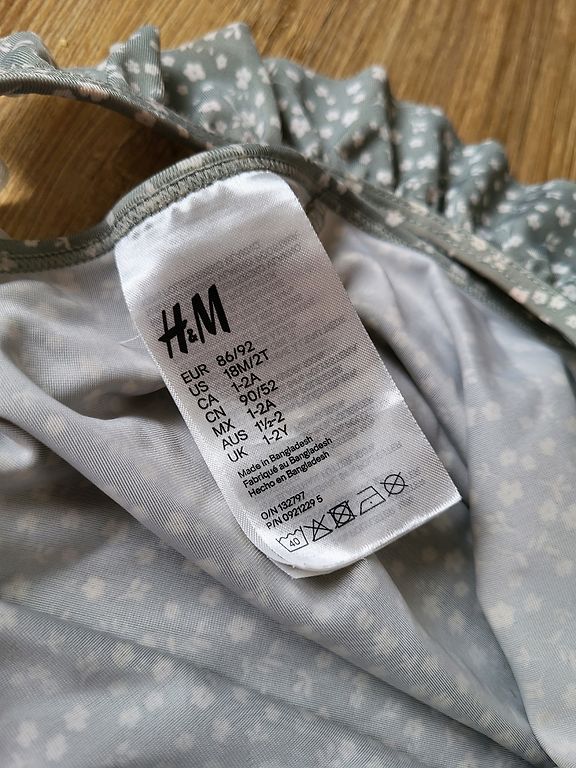 H&M
EUR 86/92
US 18M/2T
CA 1-2A
CN 90/52
MX 1-2A
AUS 1½-2
UK 1-2Y
Made in Bangladesh
Fabriqué au Bangladesh
Hecho en Bangladesh
O/N 132797
P/N 0921229 5
40